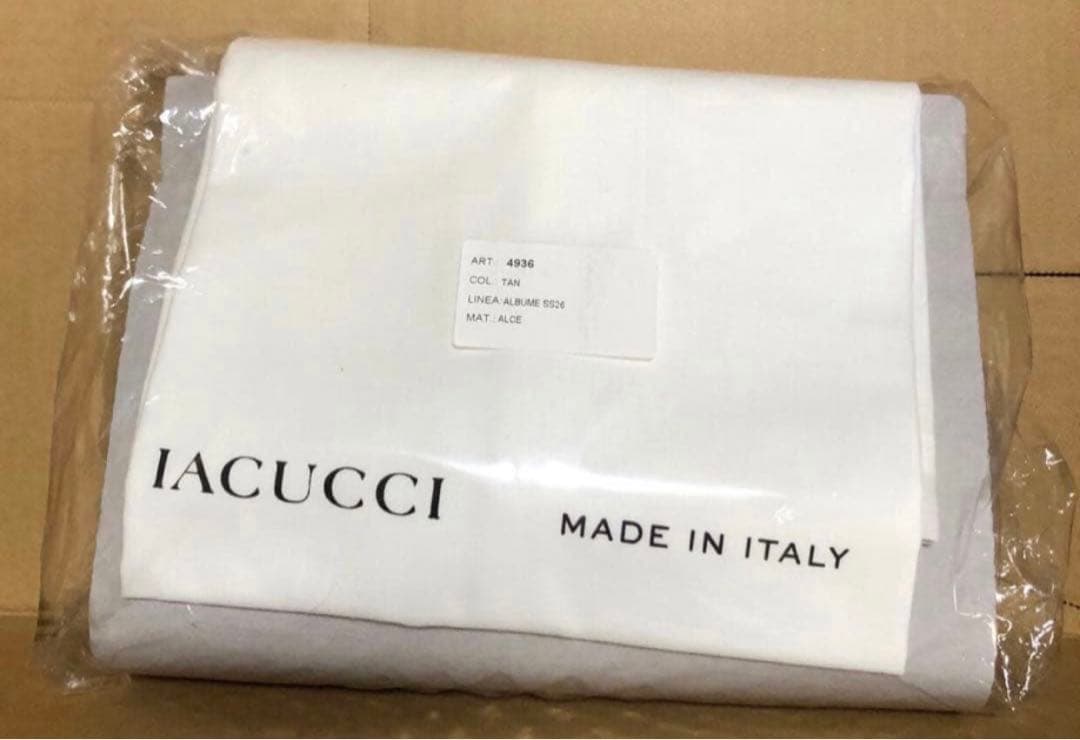 ART: 4936
COL.: TAN
LINEA: ALBUME SS26
MAT.: ALOE
IACUCCI
MADE IN ITALY